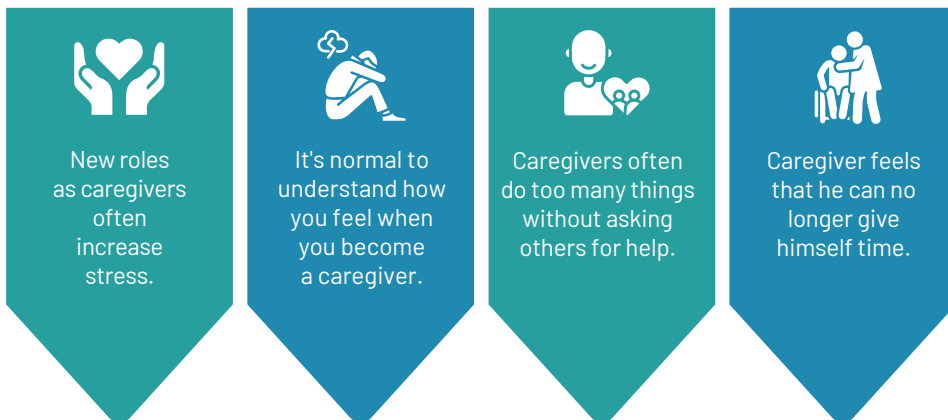 New roles
as caregivers
often
increase
stress.
It's normal to
understand how
you feel when
you become
a caregiver.
Caregivers often
do too many things
without asking
others for help.
Caregiver feels
that he can no
longer give
himself time.